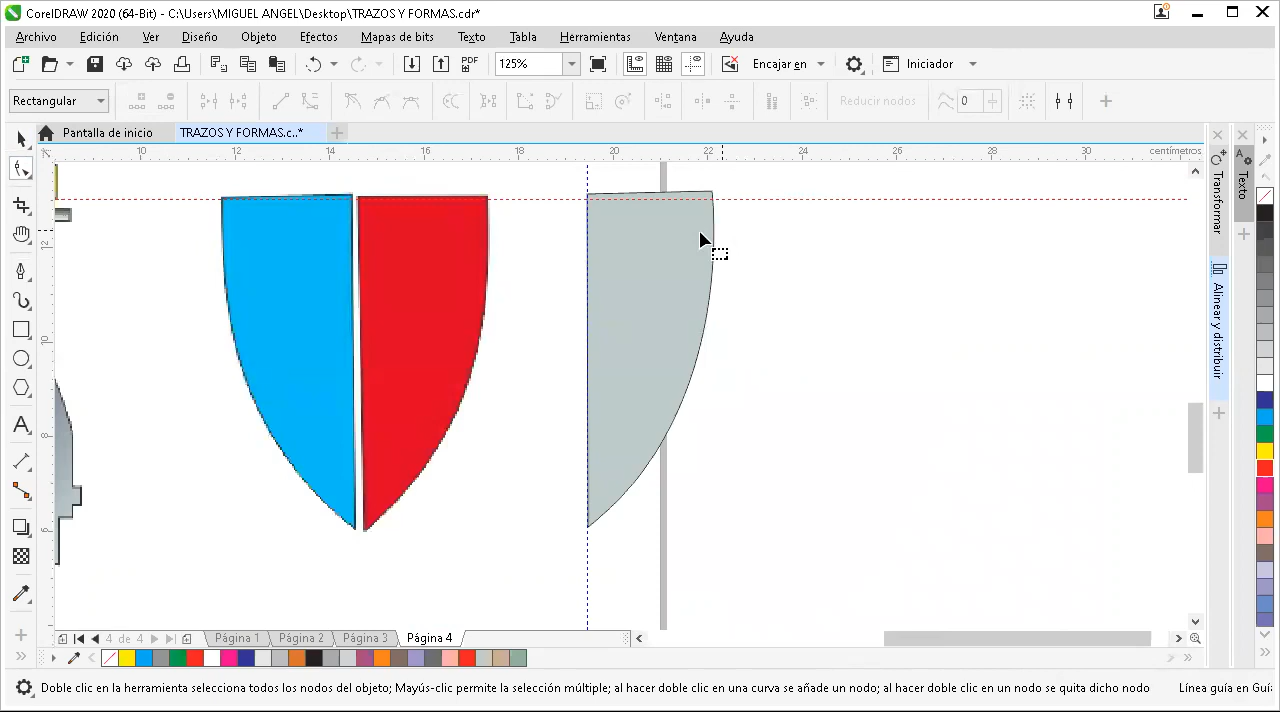 CorelDRAW 2020 (64-Bit) - C:\Users\MIGUEL ANGEL\Desktop\TRAZOS Y FORMAS.cdr*
Archivo Edición Ver Diseño Objeto Efectos Mapas de bits Texto Tabla Herramientas Ventana Ayuda
PDF 125% Encajar en Iniciador
Rectangular Reducir nodos 0
Pantalla de inicio TRAZOS Y FORMAS.c..*
10 12 14 16 18 20 22 24 26 28 30 centímetros
12
10
8
6
Transformar
Alinear y distribuir
Texto
4 de 4 Página 1 Página 2 Página 3 Página 4
Doble clic en la herramienta selecciona todos los nodos del objeto; Mayús-clic permite la selección múltiple; al hacer doble clic en una curva se añade un nodo; al hacer doble clic en un nodo se quita dicho nodo Línea guía en Guí